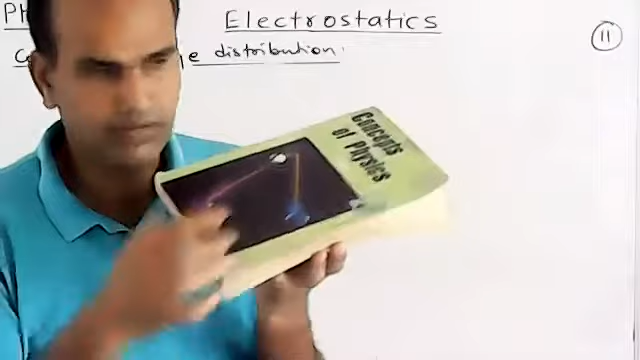 Electrostatics
11
distribution
Concepts
of Physics